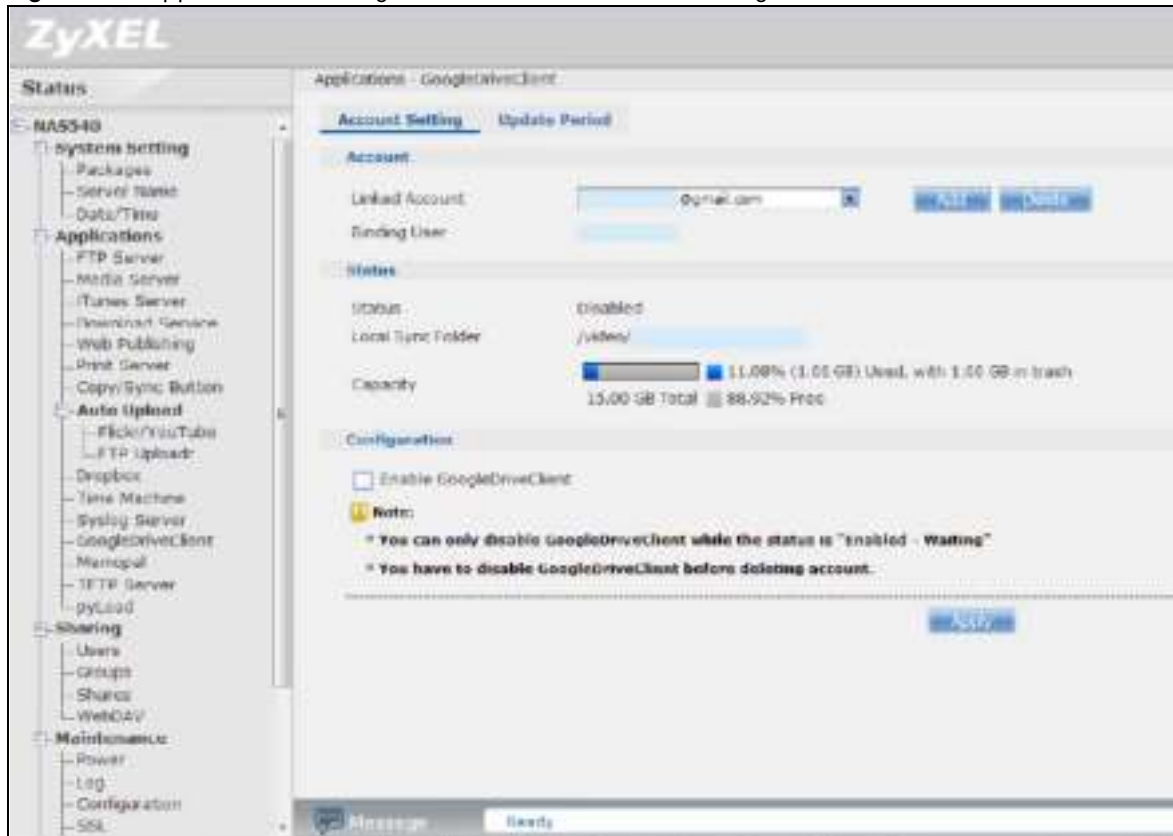 ZyXEL
Status
Applications - GoogleDriveClient
NAS540
System Setting
Packages
Server Name
Date/Time
Applications
FTP Server
Media Server
iTunes Server
Download Service
Web Publishing
Print Server
Copy/Sync Button
Auto Upload
Flickr/YouTube
FTP Uploadr
Dropbox
Time Machine
Syslog Server
GoogleDriveClient
Memopal
TFTP Server
pyLoad
Sharing
Users
Groups
Shares
WebDAV
Maintenance
Power
Log
Configuration
SSL
Account Setting Update Period
Account
Linked Account @gmail.com Add Delete
Binding User
Status
Status Disabled
Local Sync Folder /video/
Capacity 11.08% Used, with 1.00 GB in trash
15.00 GB Total 88.92% Free
Configuration
Enable GoogleDriveClient
Note:
* You can only disable GoogleDriveClient while the status is "Enabled - Waiting"
* You have to disable GoogleDriveClient before deleting account.
Apply
Message Ready